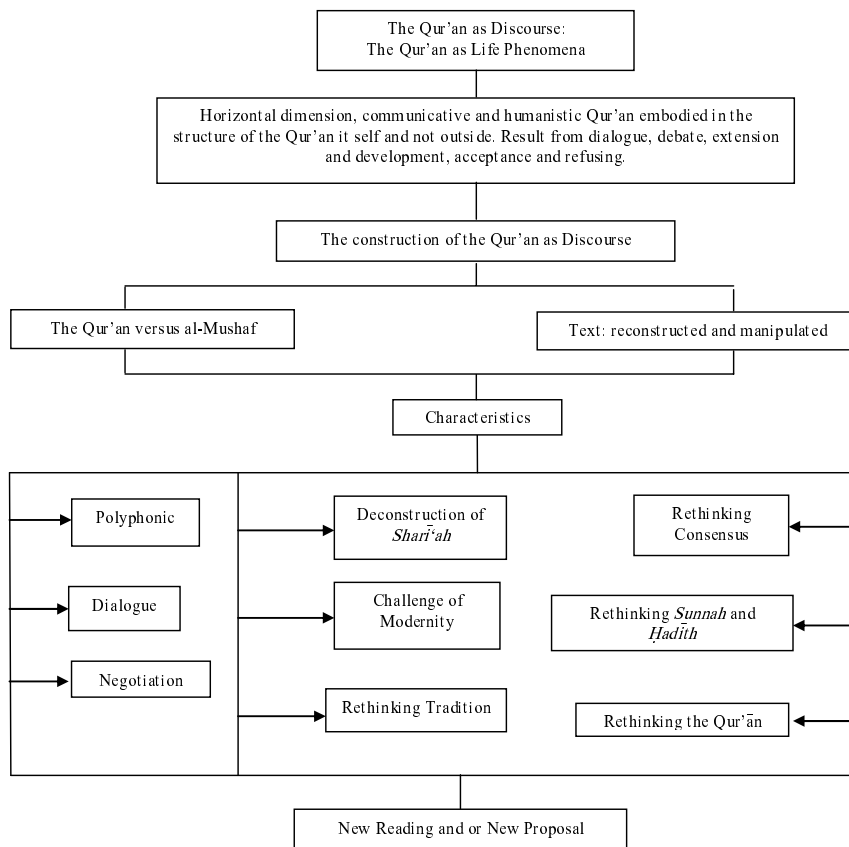 The Qur’an as Discourse:
The Qur’an as Life Phenomena
Horizontal dimension, communicative and humanistic Qur’an embodied in the
structure of the Qur’an it self and not outside. Result from dialogue, debate, extension
and development, acceptance and refusing.
The construction of the Qur’an as Discourse
The Qur’an versus al-Mushaf
Text: reconstructed and manipulated
Characteristics
Polyphonic
Dialogue
Negotiation
Deconstruction of
Sharī‘ah
Challenge of
Modernity
Rethinking Tradition
Rethinking
Consensus
Rethinking Sunnah and
Ḥadīth
Rethinking the Qur’ān
New Reading and or New Proposal